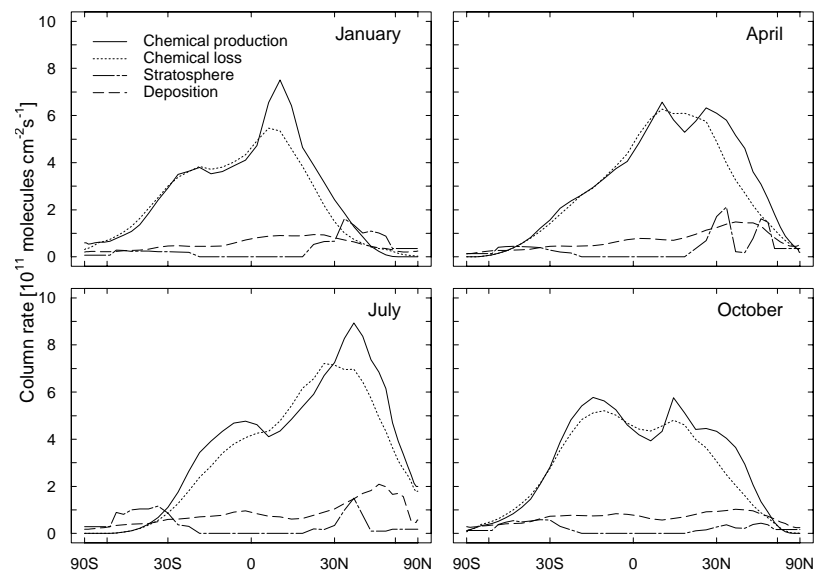 January
Chemical production
Chemical loss
Stratosphere
Deposition
April
July
October
Column rate [10¹¹ molecules cm⁻²s⁻¹]
10
8
6
4
2
0
10
8
6
4
2
0
90S 30S 0 30N 90N
90S 30S 0 30N 90N